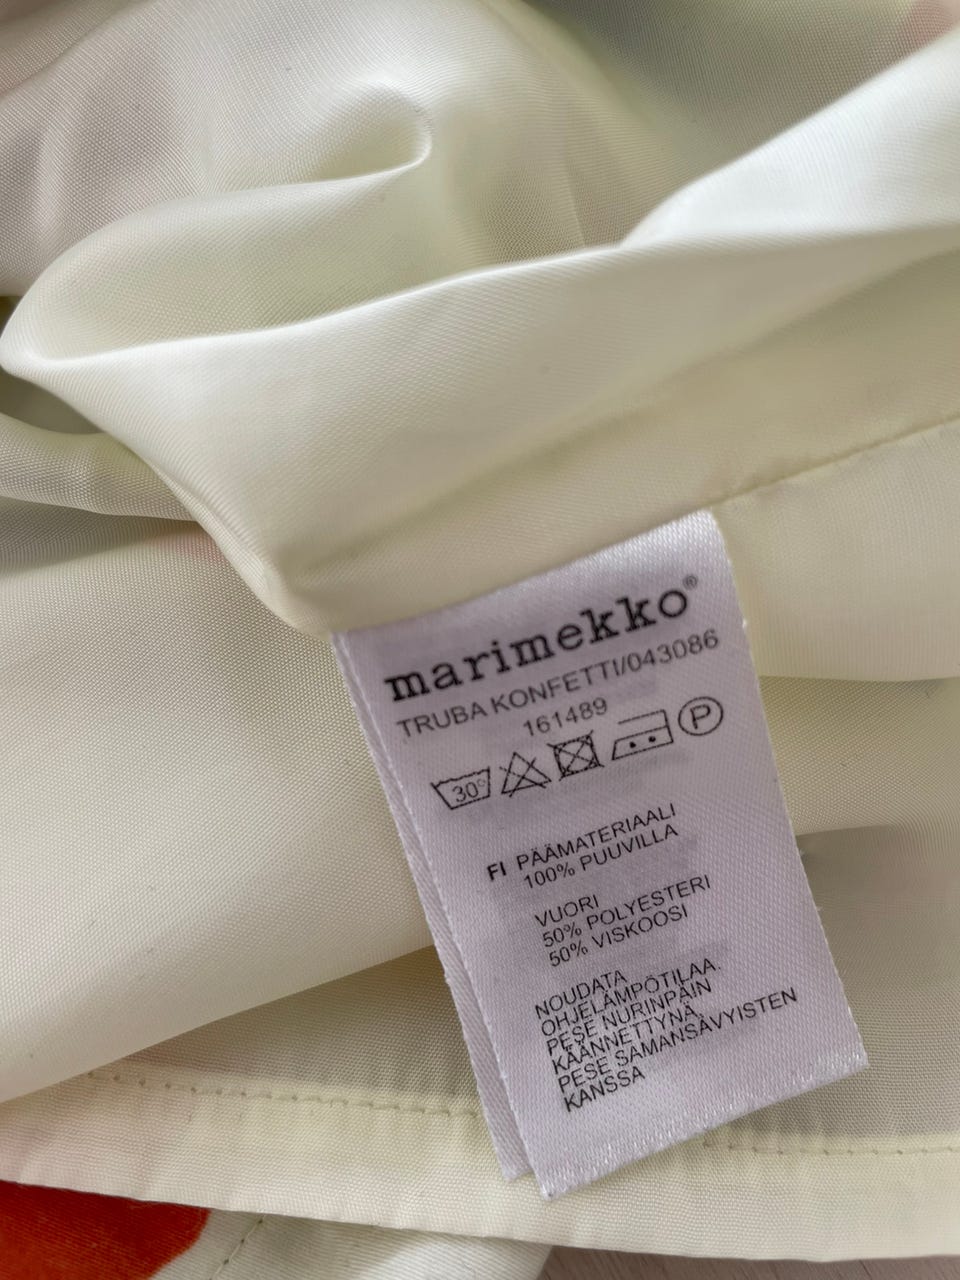 marimekko®
TRUBA KONFETTI/043086
161489
30° P
FI PÄÄMATERIAALI
100% PUUVILLA
VUORI
50% POLYESTERI
50% VISKOOSI
NOUDATA
OHJELÄMPÖTILAA.
PESE NURINPÄIN
KÄÄNNETTYNÄ.
PESE SAMANSÄVYISTEN
KANSSA